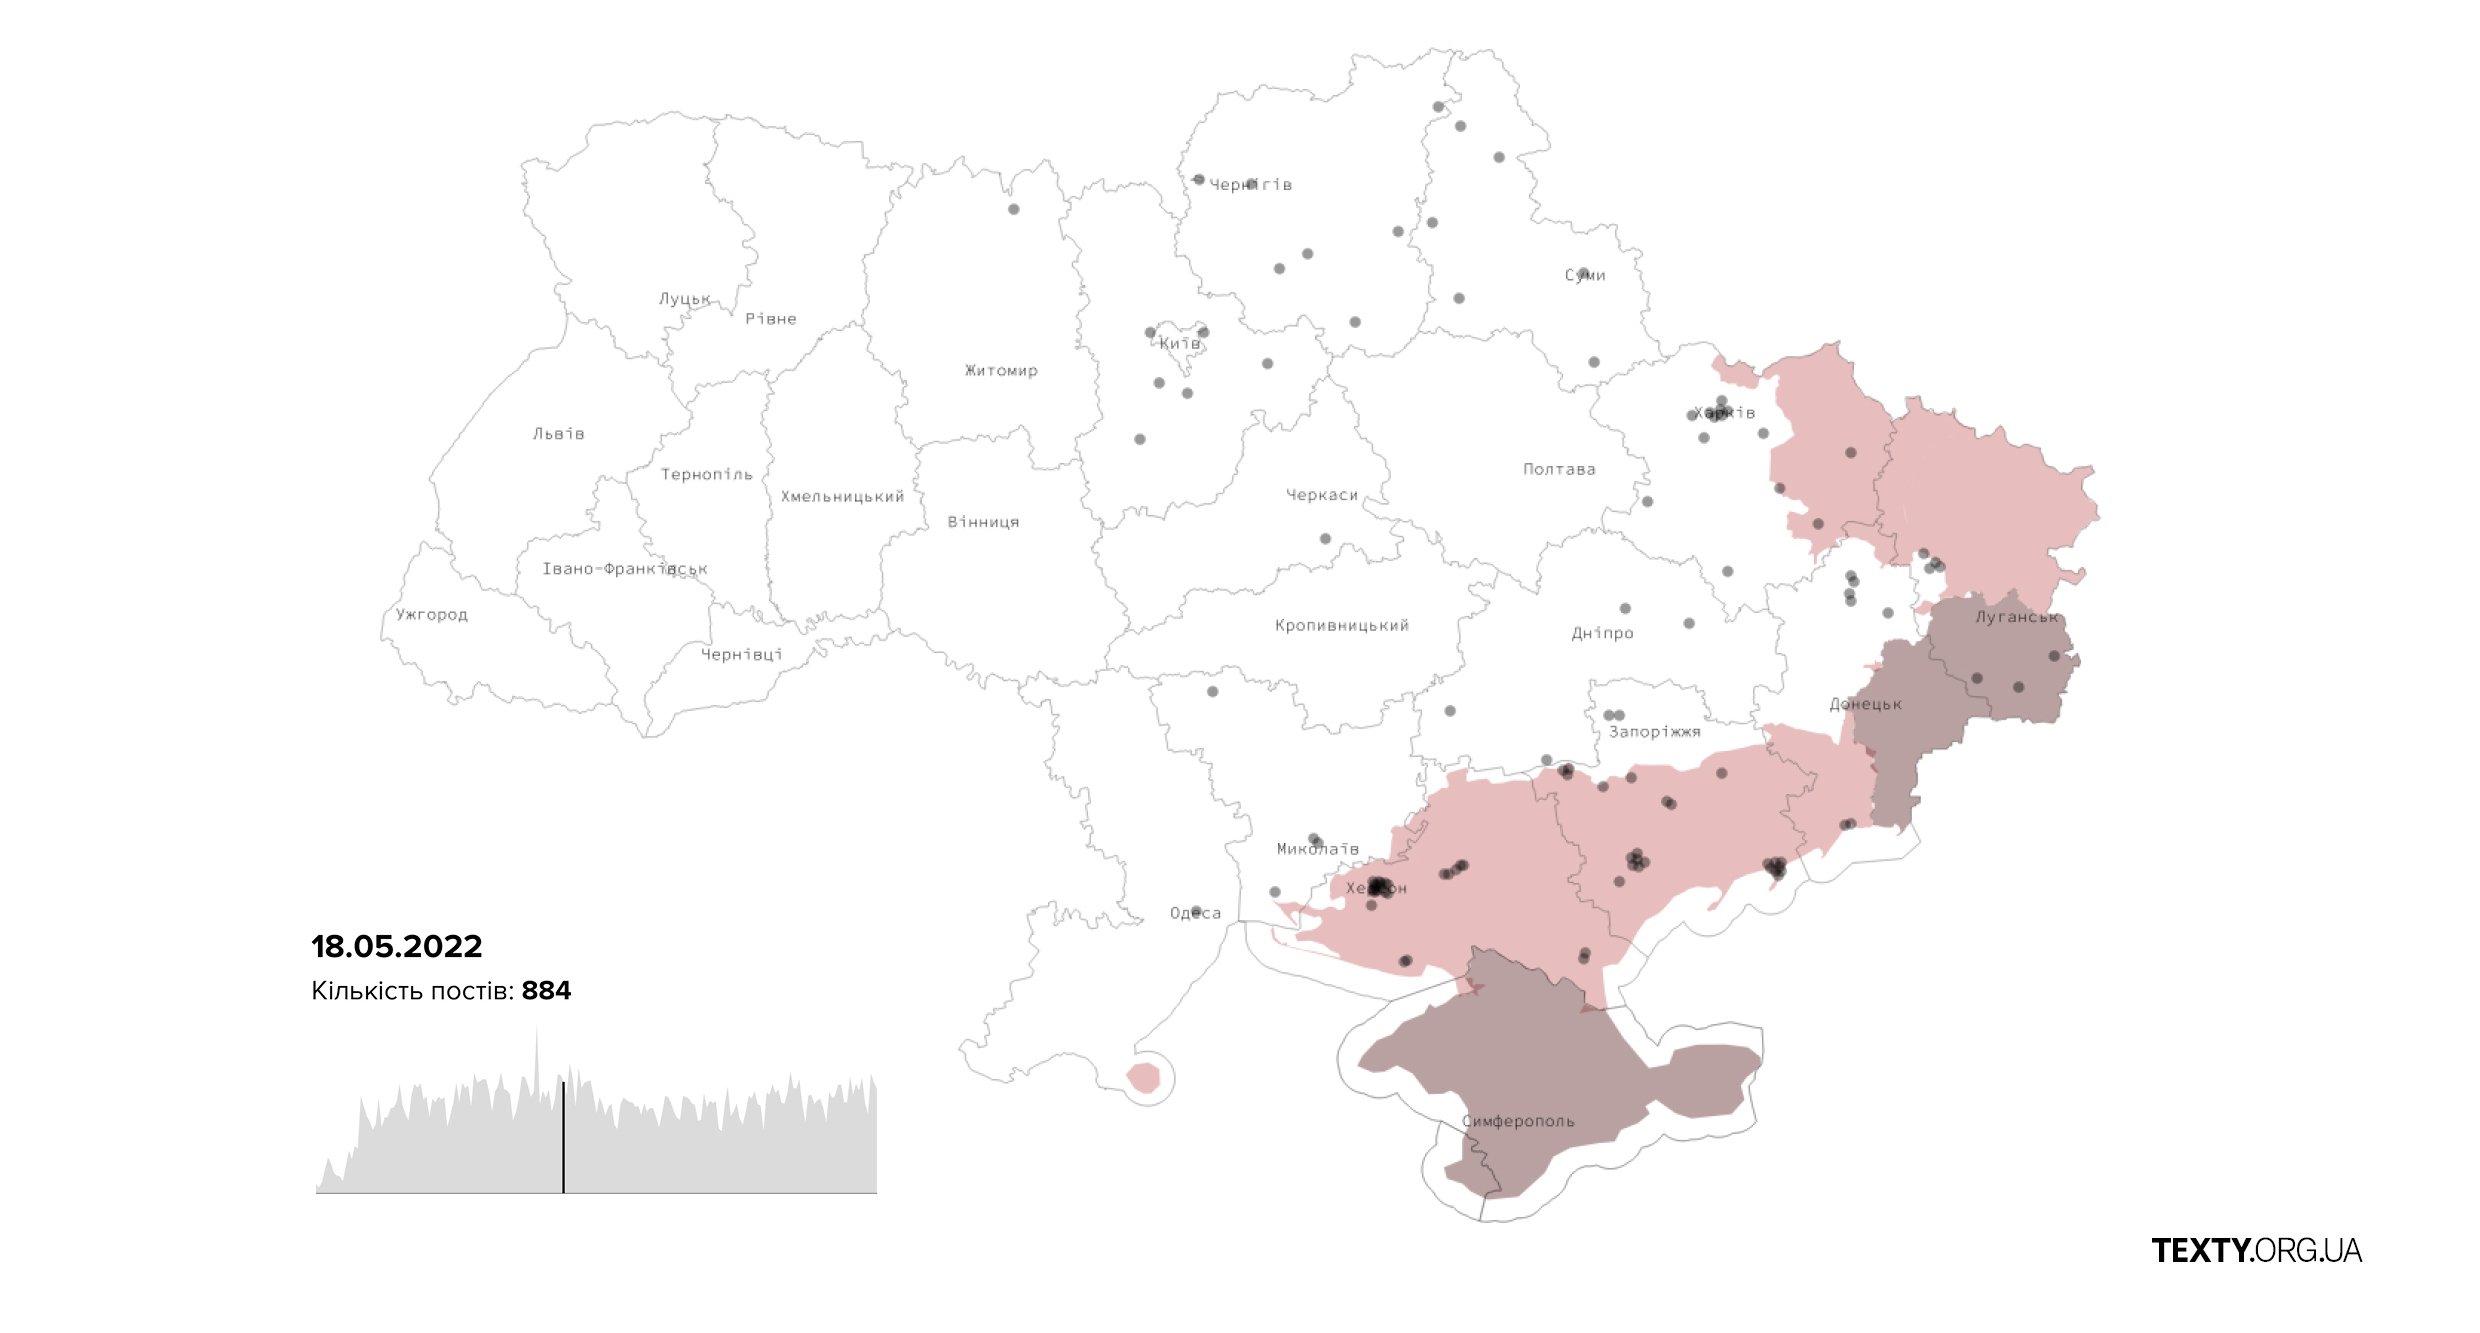 Чернігів
Суми
Луцьк
Рівне
Київ
Житомир
Харків
Львів
Полтава
Тернопіль
Хмельницький
Черкаси
Вінниця
Івано-Франківськ
Ужгород
Луганськ
Кропивницький
Дніпро
Чернівці
Донецьк
Запоріжжя
Миколаїв
Херсон
Одеса
18.05.2022
Кількість постів: 884
Симферополь
TEXTY.ORG.UA